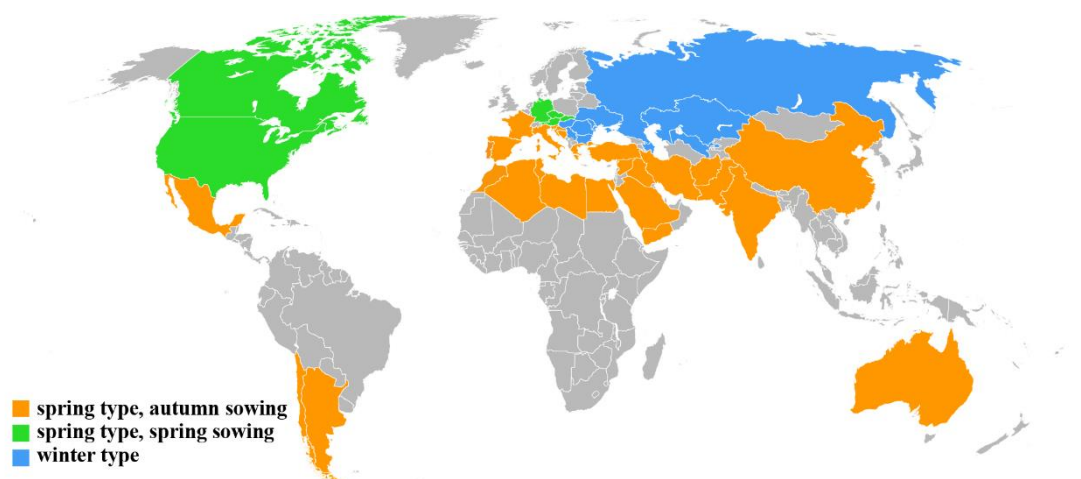 spring type, autumn sowing
spring type, spring sowing
winter type